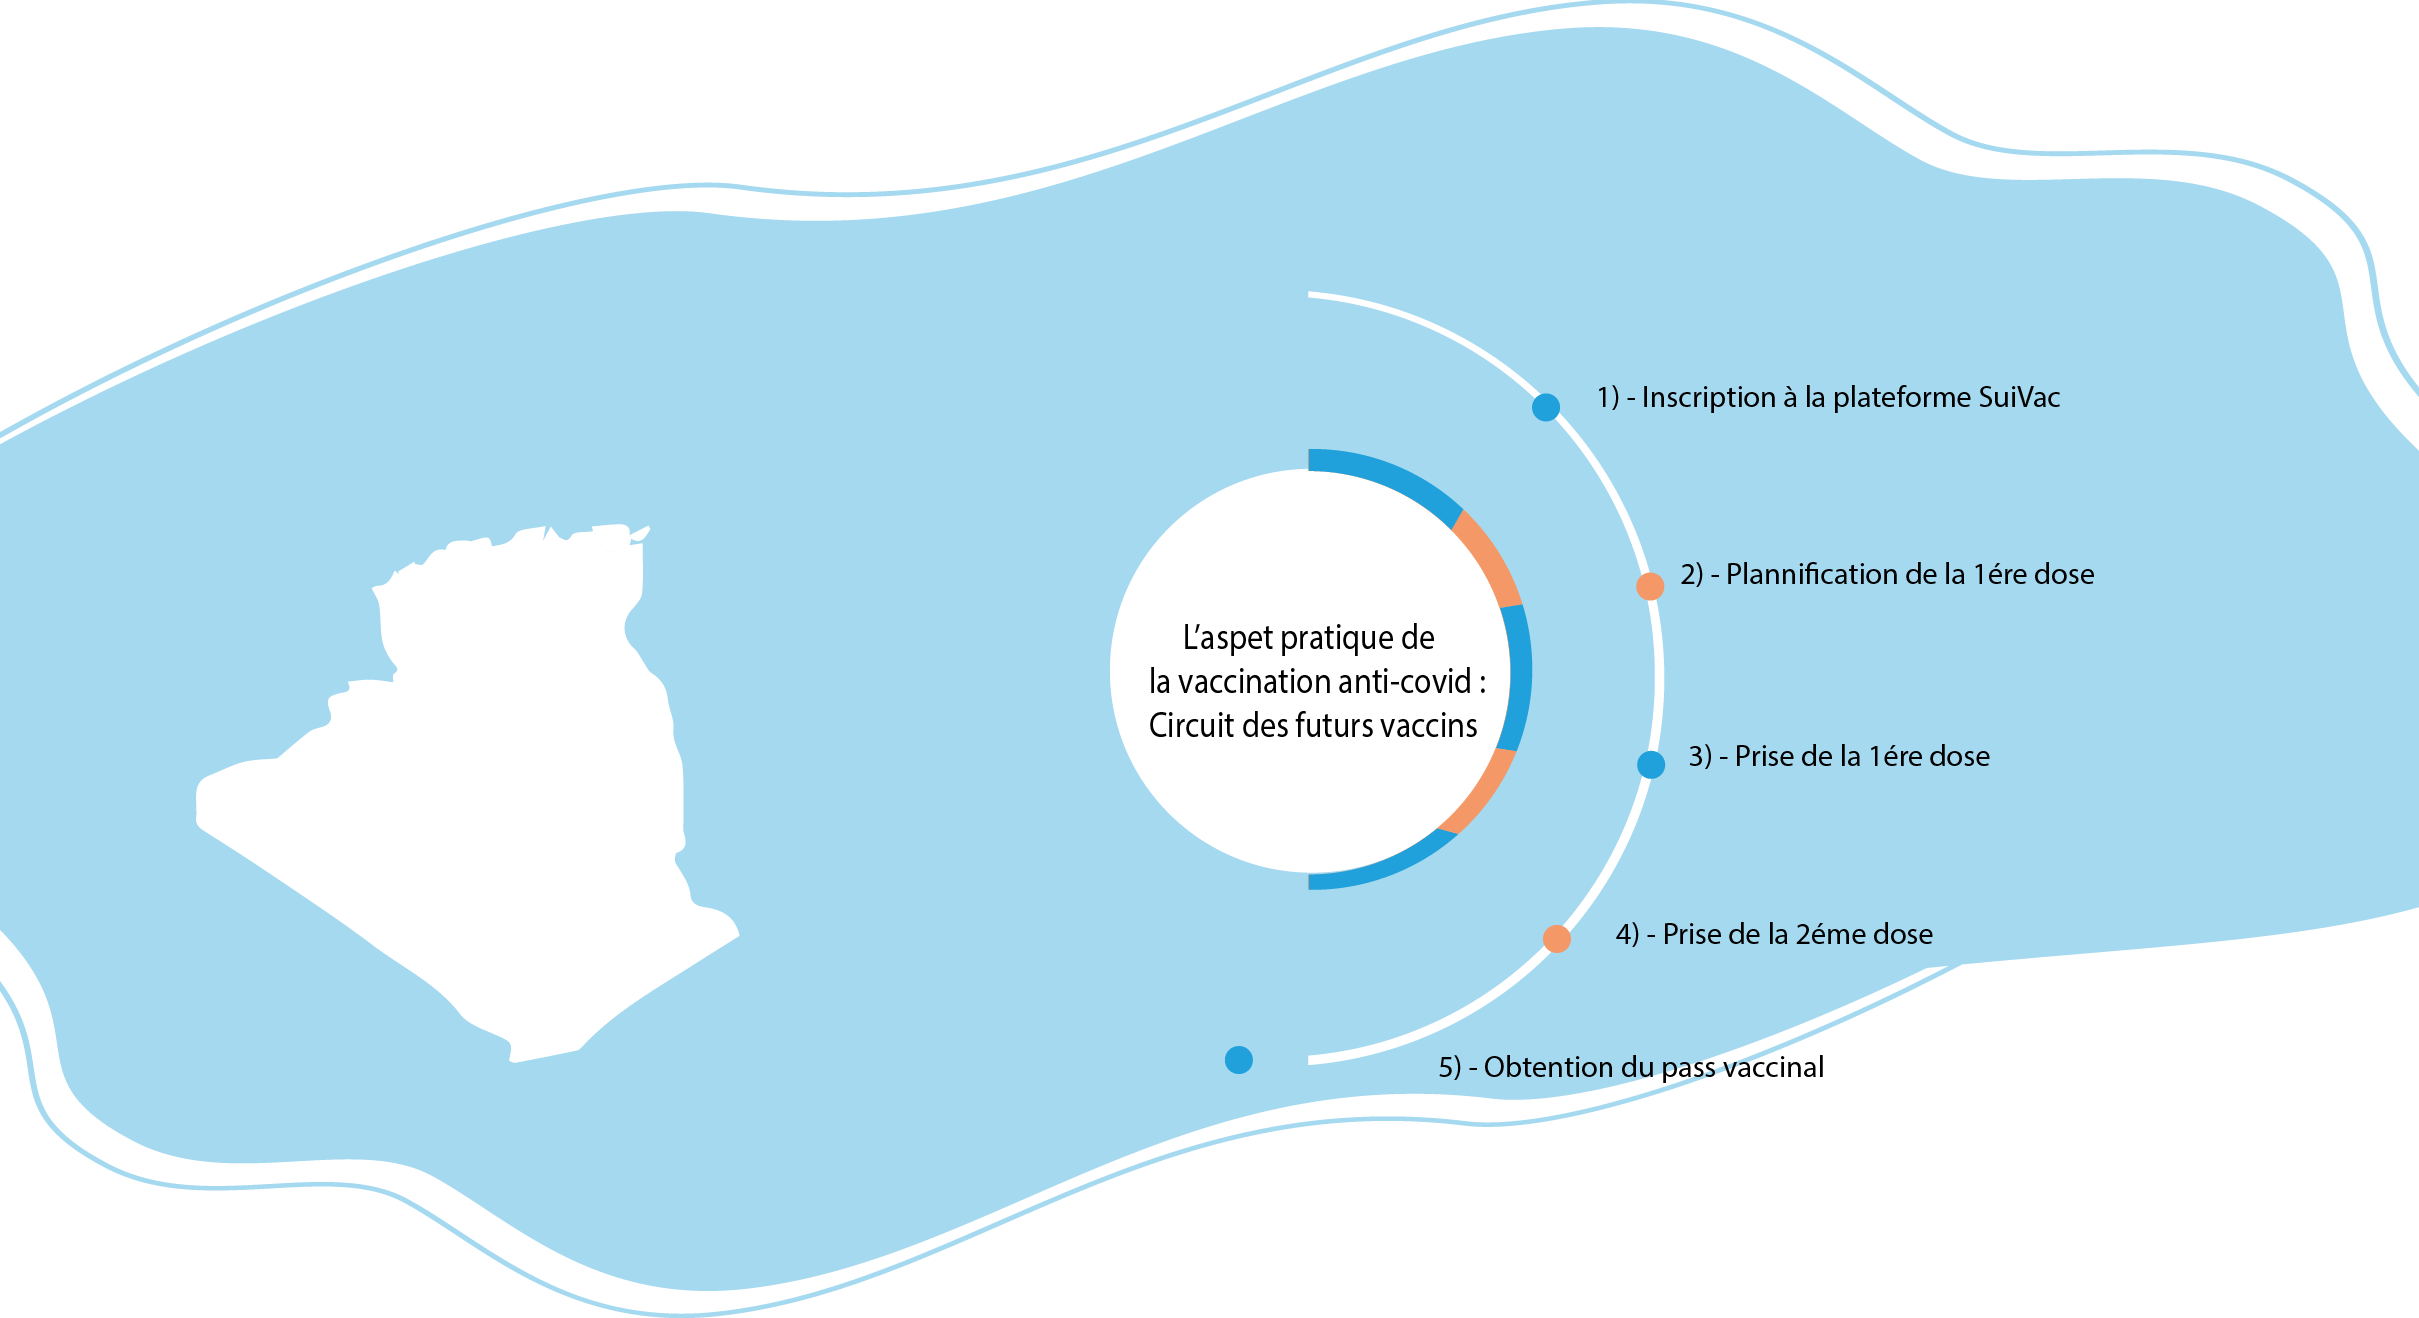 L’aspet pratique de
la vaccination anti-covid :
Circuit des futurs vaccins
1) - Inscription à la plateforme SuiVac
2) - Plannification de la 1ére dose
3) - Prise de la 1ére dose
4) - Prise de la 2éme dose
5) - Obtention du pass vaccinal